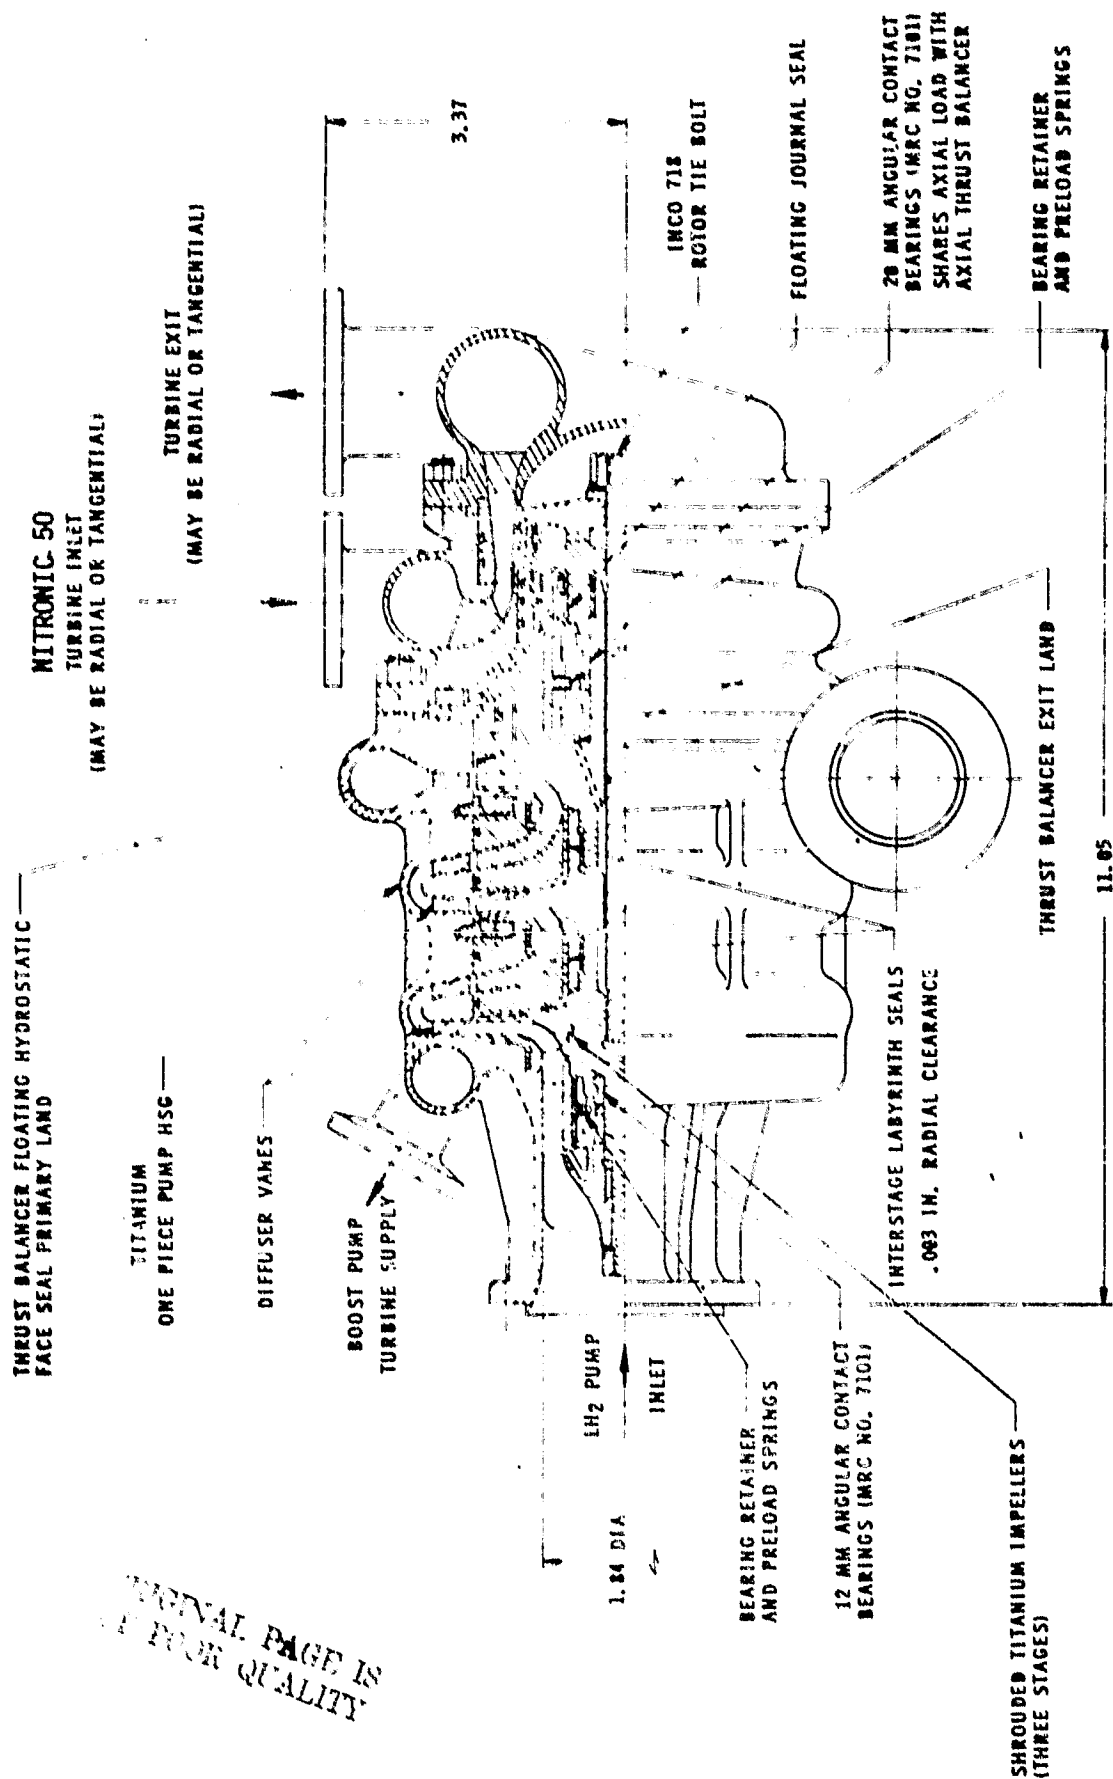 THRUST BALANCER FLOATING HYDROSTATIC
FACE SEAL PRIMARY LAND
NITRONIC 50
TURBINE INLET
(MAY BE RADIAL OR TANGENTIAL)
TURBINE EXIT
(MAY BE RADIAL OR TANGENTIAL)
TITANIUM
ONE PIECE PUMP HSG
DIFFUSER VANES
BOOST PUMP
TURBINE SUPPLY
3.37
LH2 PUMP
INLET
1.84 DIA
INCO 718
ROTOR TIE BOLT
FLOATING JOURNAL SEAL
20 MM ANGULAR CONTACT
BEARINGS (MRC NO. 7101)
SHARES AXIAL LOAD WITH
AXIAL THRUST BALANCER
BEARING RETAINER
AND PRELOAD SPRINGS
BEARING RETAINER
AND PRELOAD SPRINGS
12 MM ANGULAR CONTACT
BEARINGS (MRC NO. 7101)
INTERSTAGE LABYRINTH SEALS
.003 IN. RADIAL CLEARANCE
THRUST BALANCER EXIT LAND
11.05
SHROUDED TITANIUM IMPELLERS
(THREE STAGES)
ORIGINAL PAGE IS
OF POOR QUALITY